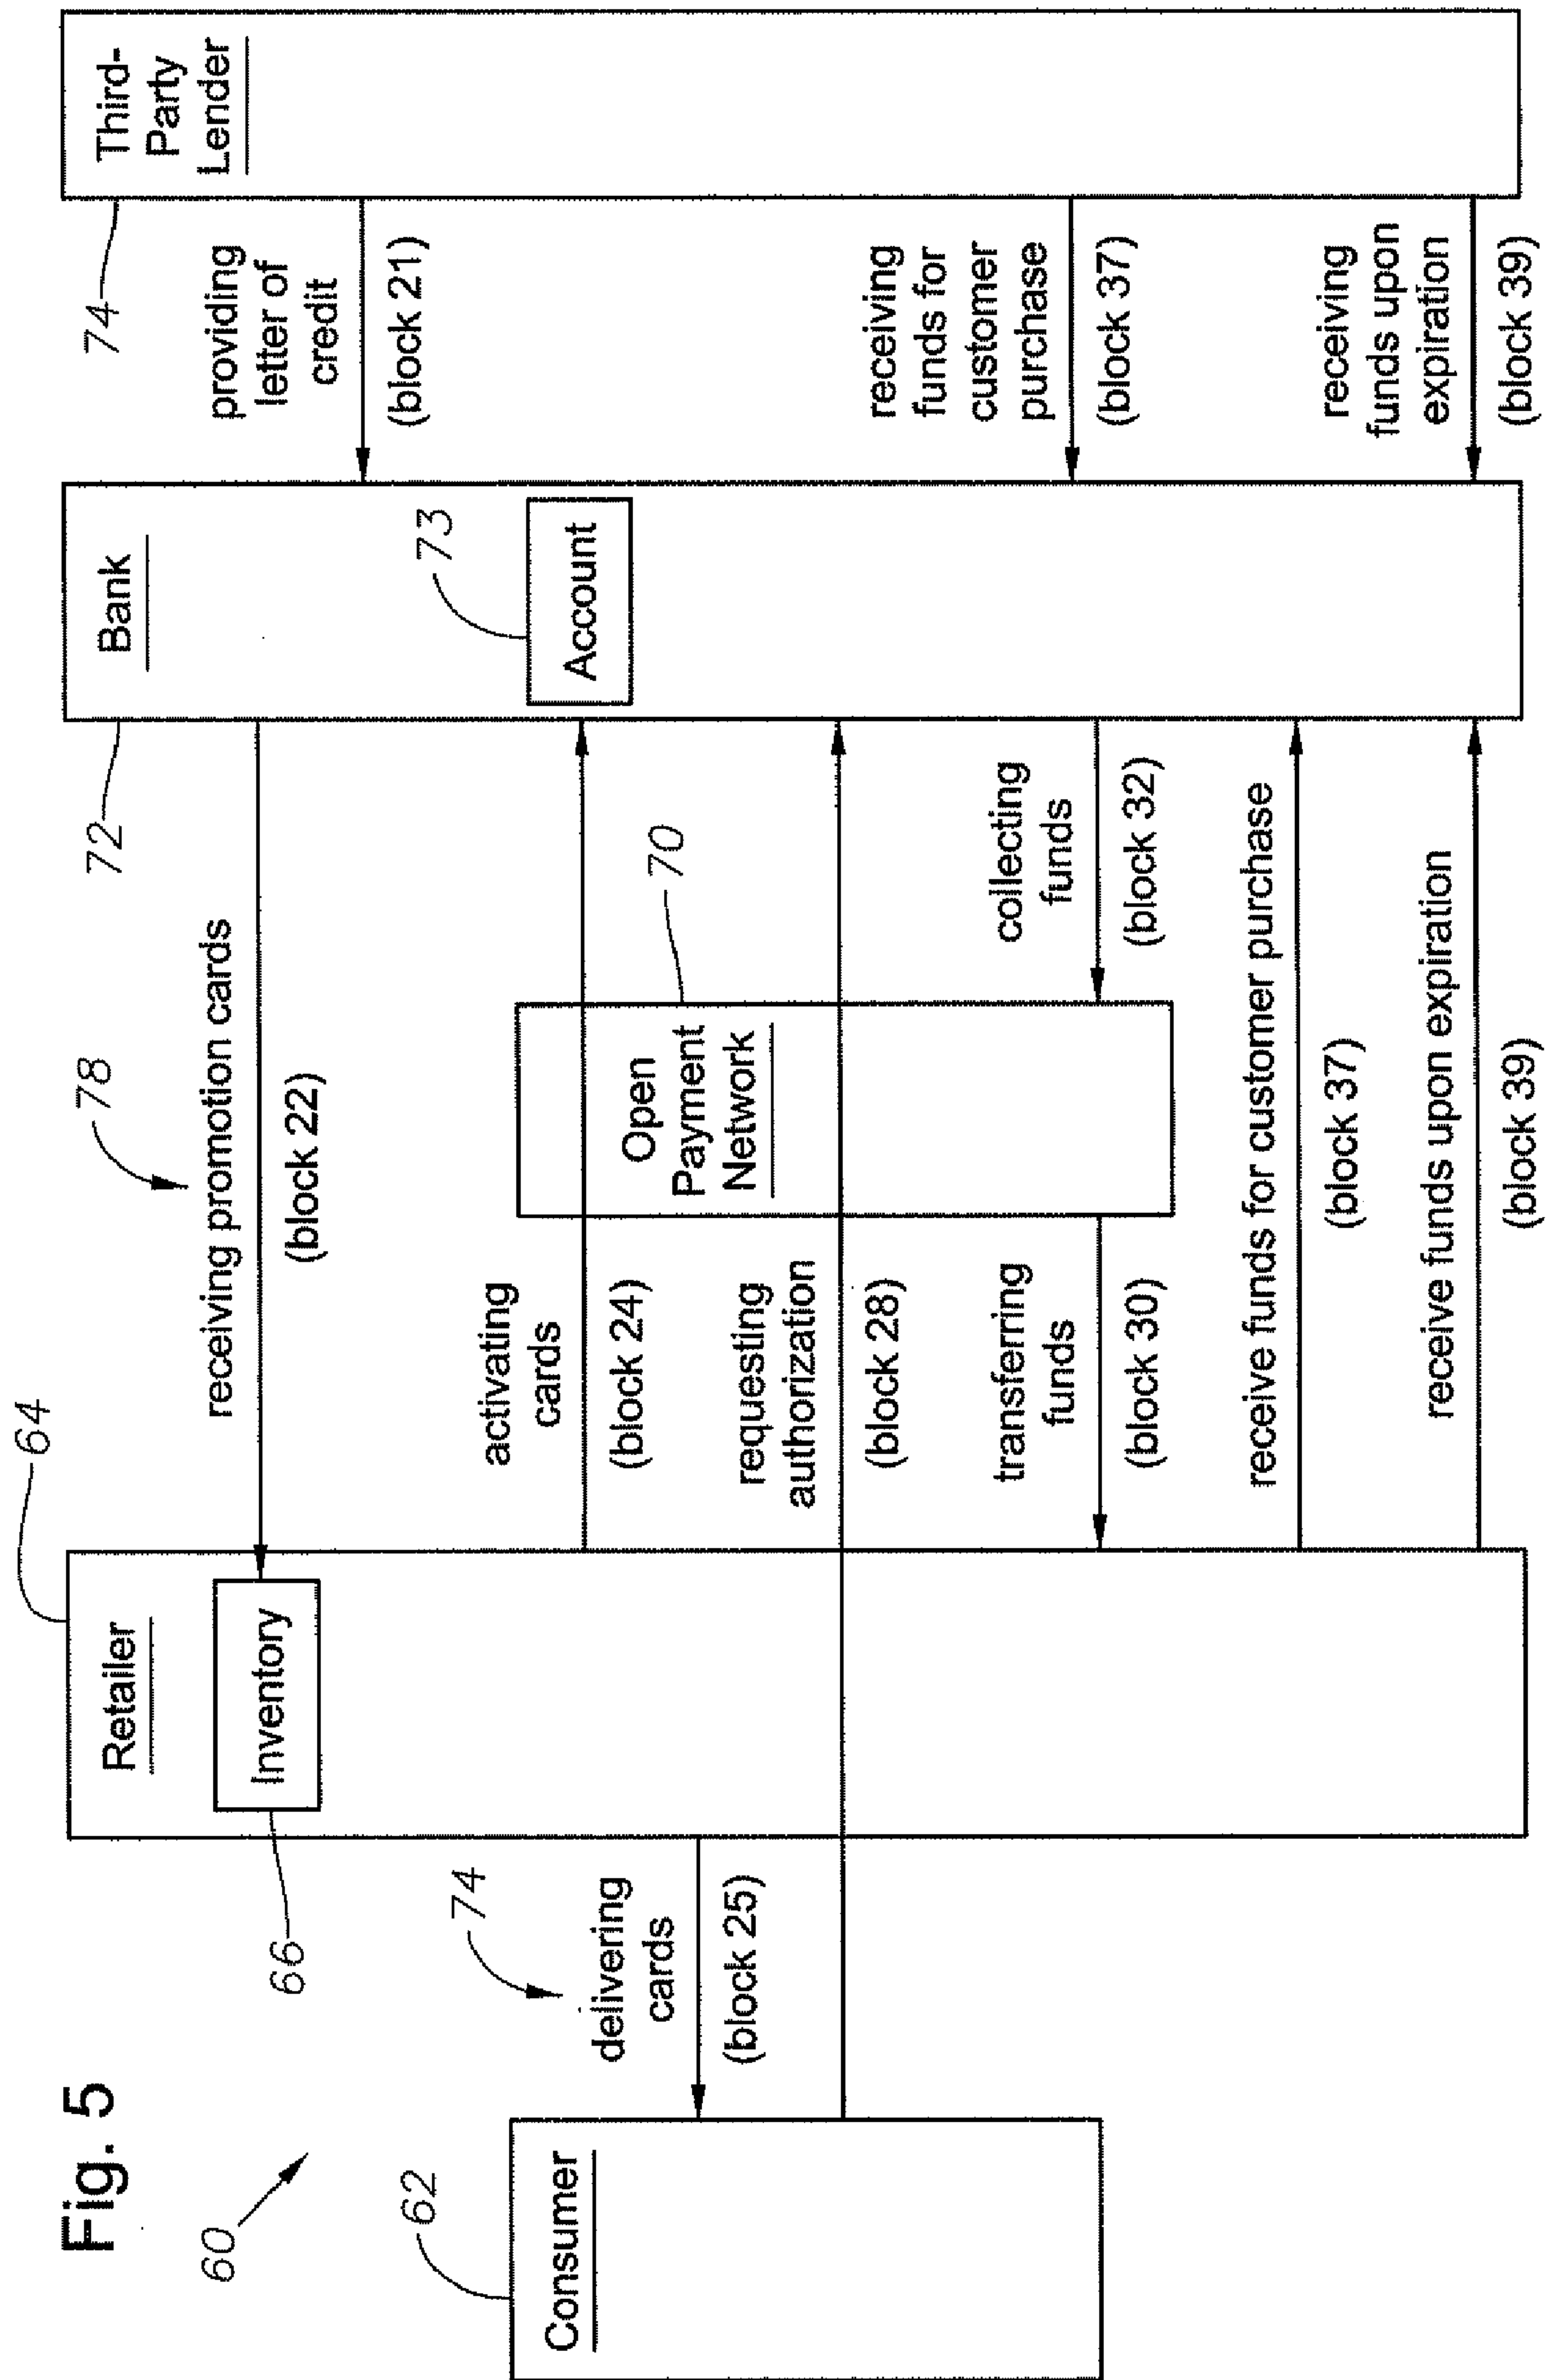 Fig. 5
60
62
Consumer
74
delivering
cards
(block 25)
64
Retailer
66
Inventory
78
receiving promotion cards
(block 22)
activating
cards
(block 24)
requesting
authorization
(block 28)
transferring
funds
(block 30)
70
Open
Payment
Network
collecting
funds
(block 32)
receive funds for customer purchase
(block 37)
receive funds upon expiration
(block 39)
72
Bank
73
Account
74
providing
letter of
credit
(block 21)
receiving
funds for
customer
purchase
(block 37)
receiving
funds upon
expiration
(block 39)
Third-
Party
Lender